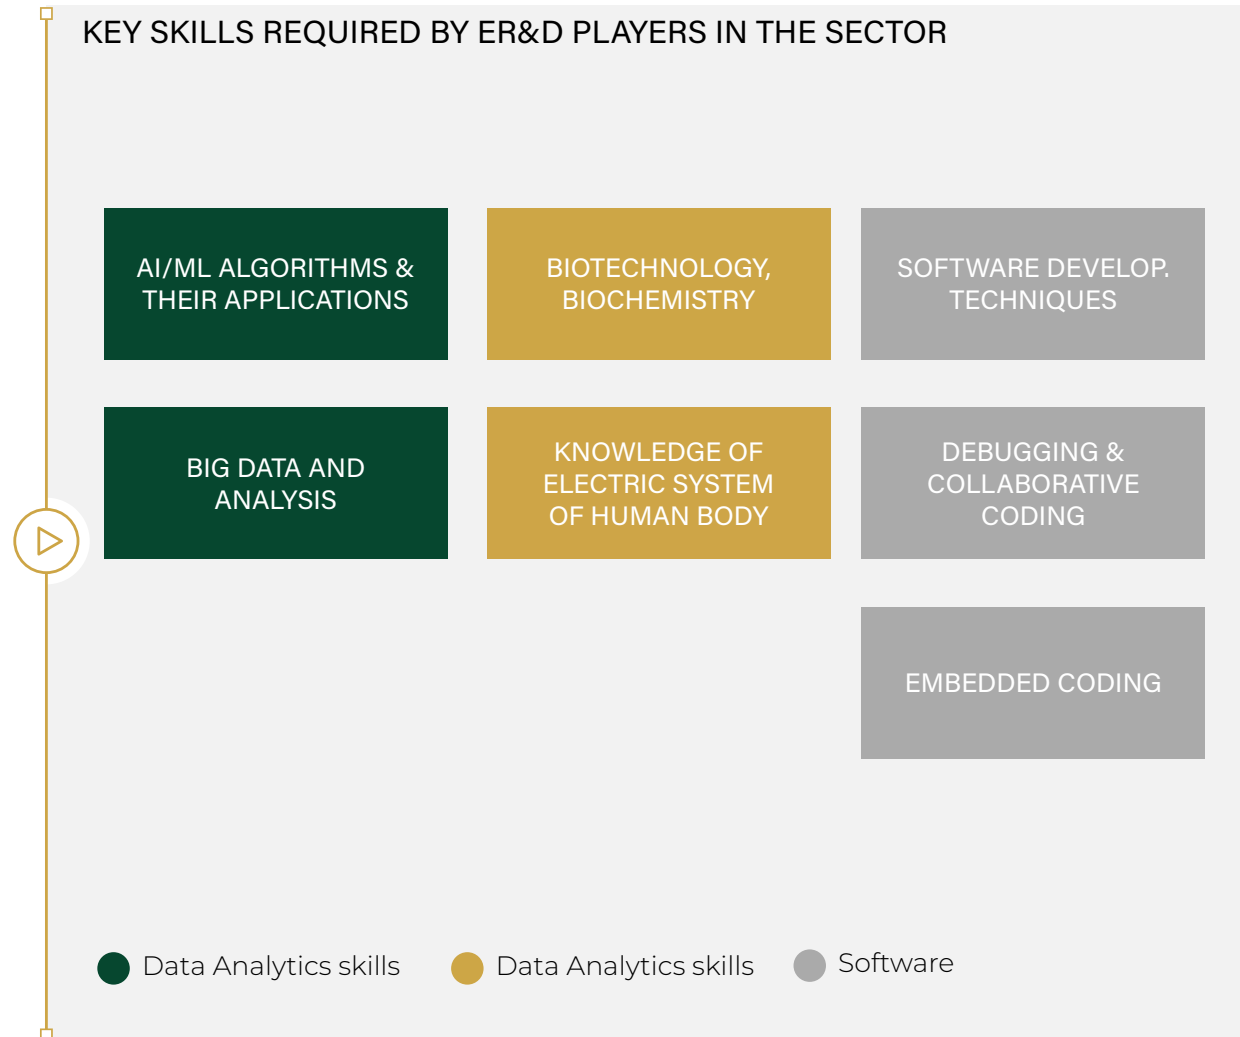 KEY SKILLS REQUIRED BY ER&D PLAYERS IN THE SECTOR
AI/ML ALGORITHMS &
THEIR APPLICATIONS
BIOTECHNOLOGY,
BIOCHEMISTRY
SOFTWARE DEVELOP.
TECHNIQUES
BIG DATA AND
ANALYSIS
KNOWLEDGE OF
ELECTRIC SYSTEM
OF HUMAN BODY
DEBUGGING &
COLLABORATIVE
CODING
EMBEDDED CODING
Data Analytics skills
Data Analytics skills
Software